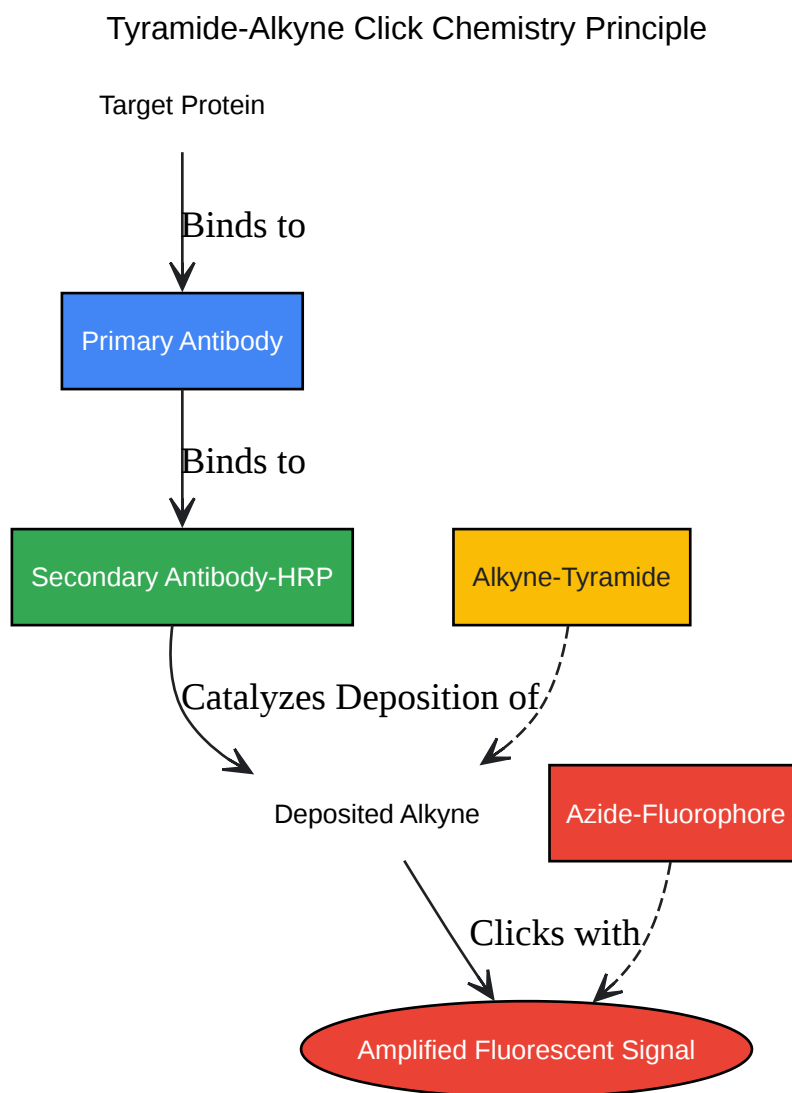 Tyramide-Alkyne Click Chemistry Principle
Target Protein
Binds to
Primary Antibody
Binds to
Secondary Antibody-HRP
Alkyne-Tyramide
Catalyzes Deposition of
Deposited Alkyne
Azide-Fluorophore
Clicks with
Amplified Fluorescent Signal